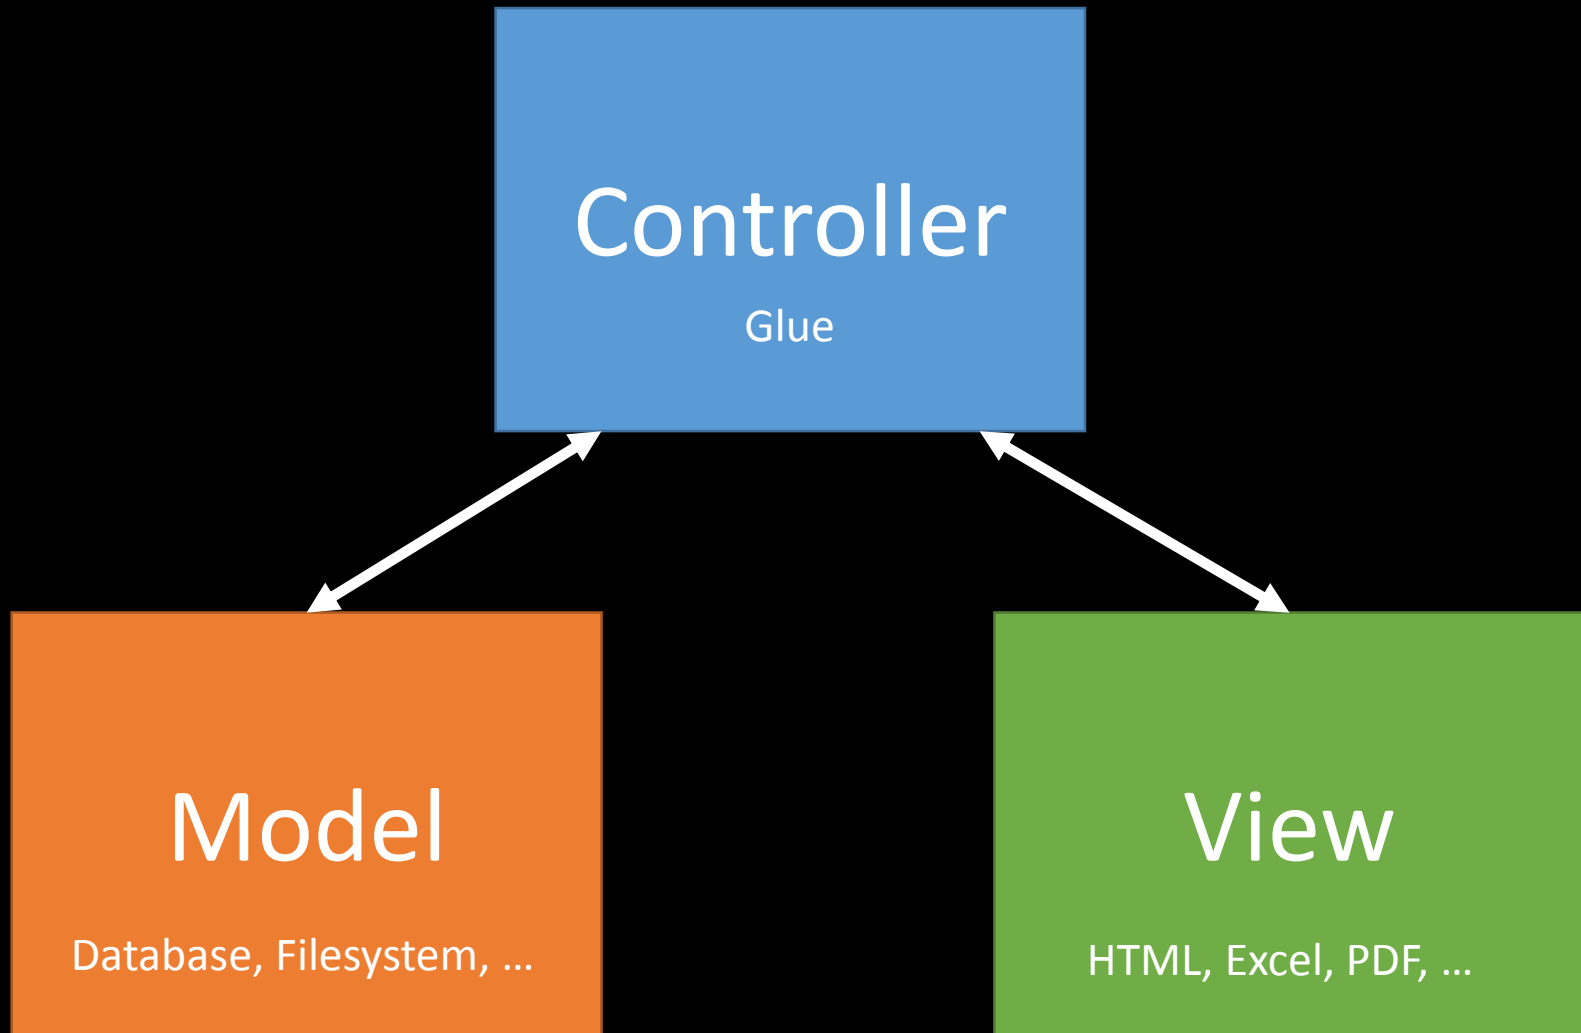 Controller
Glue
Model
Database, Filesystem, …
View
HTML, Excel, PDF, …